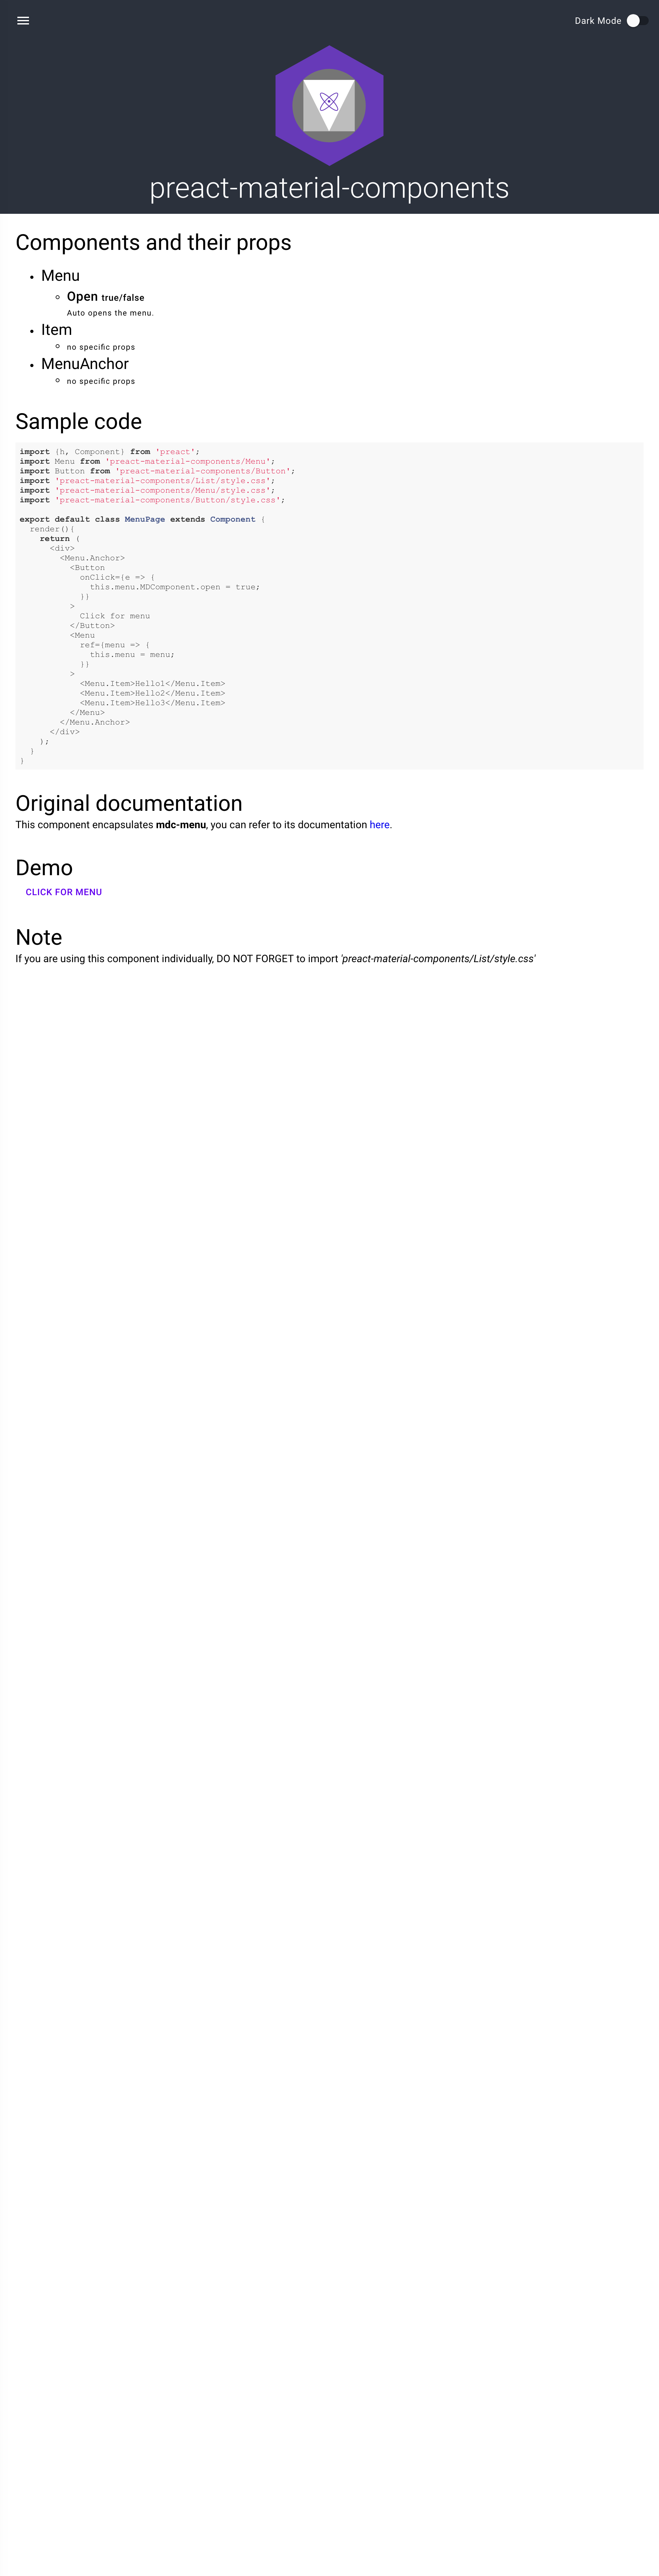 Dark Mode
preact-material-components
Components and their props
Menu
Open true/false
Auto opens the menu.
Item
no specific props
MenuAnchor
no specific props
Sample code
import {h, Component} from 'preact';
import Menu from 'preact-material-components/Menu';
import Button from 'preact-material-components/Button';
import 'preact-material-components/List/style.css';
import 'preact-material-components/Menu/style.css';
import 'preact-material-components/Button/style.css';
export default class MenuPage extends Component {
  render(){
    return (
      <div>
        <Menu.Anchor>
          <Button
            onClick={e => {
              this.menu.MDComponent.open = true;
            }}
          >
            Click for menu
          </Button>
          <Menu
            ref={menu => {
              this.menu = menu;
            }}
          >
            <Menu.Item>Hello1</Menu.Item>
            <Menu.Item>Hello2</Menu.Item>
            <Menu.Item>Hello3</Menu.Item>
          </Menu>
        </Menu.Anchor>
      </div>
    );
  }
}
Original documentation
This component encapsulates mdc-menu, you can refer to its documentation here.
Demo
CLICK FOR MENU
Note
If you are using this component individually, DO NOT FORGET to import 'preact-material-components/List/style.css'